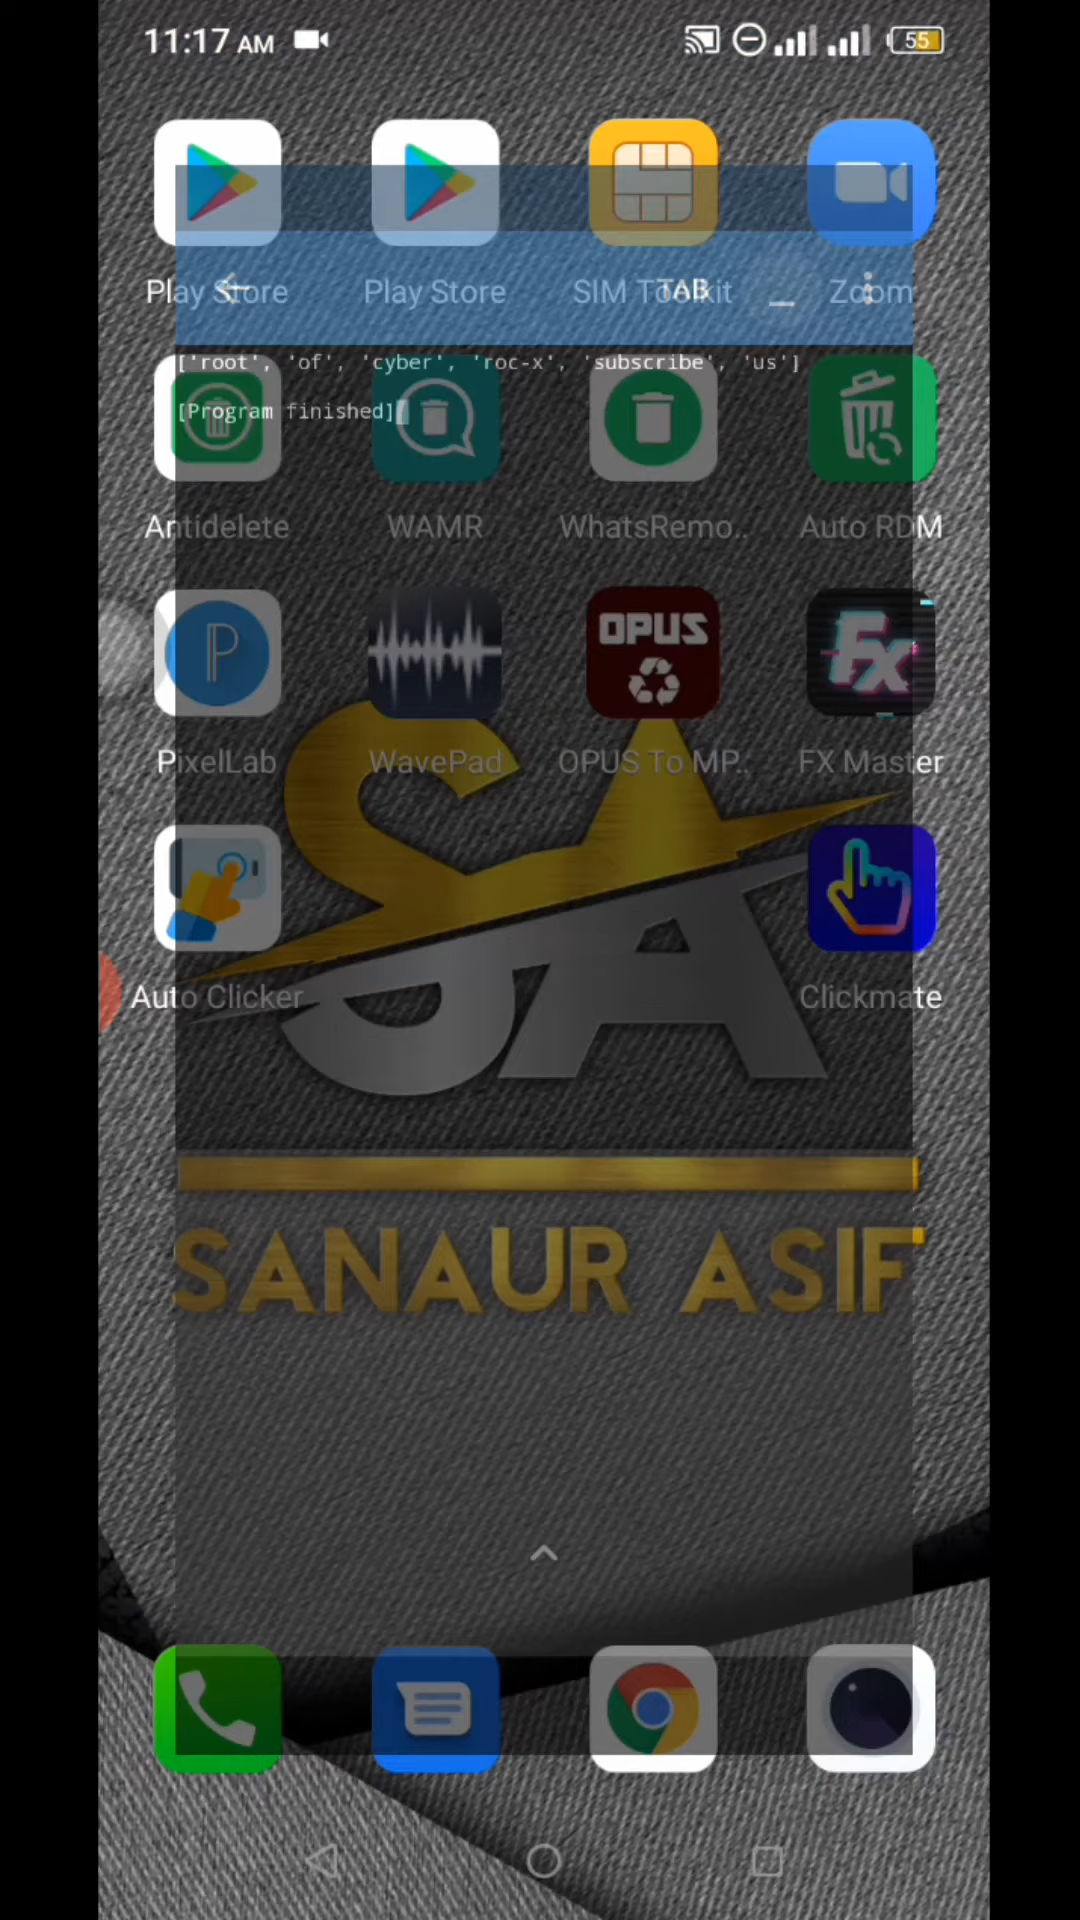 11:17 AM 55
Play Store Play Store SIM Toolkit Zoom
TAB
['root', 'of', 'cyber', 'roc-x', 'subscribe', 'us']
[Program finished]
Antidelete WAMR WhatsRemo.. Auto RDM
OPUS
Fx
PixelLab WavePad OPUS To MP.. FX Master
SA
Auto Clicker Clickmate
SANAUR ASIF